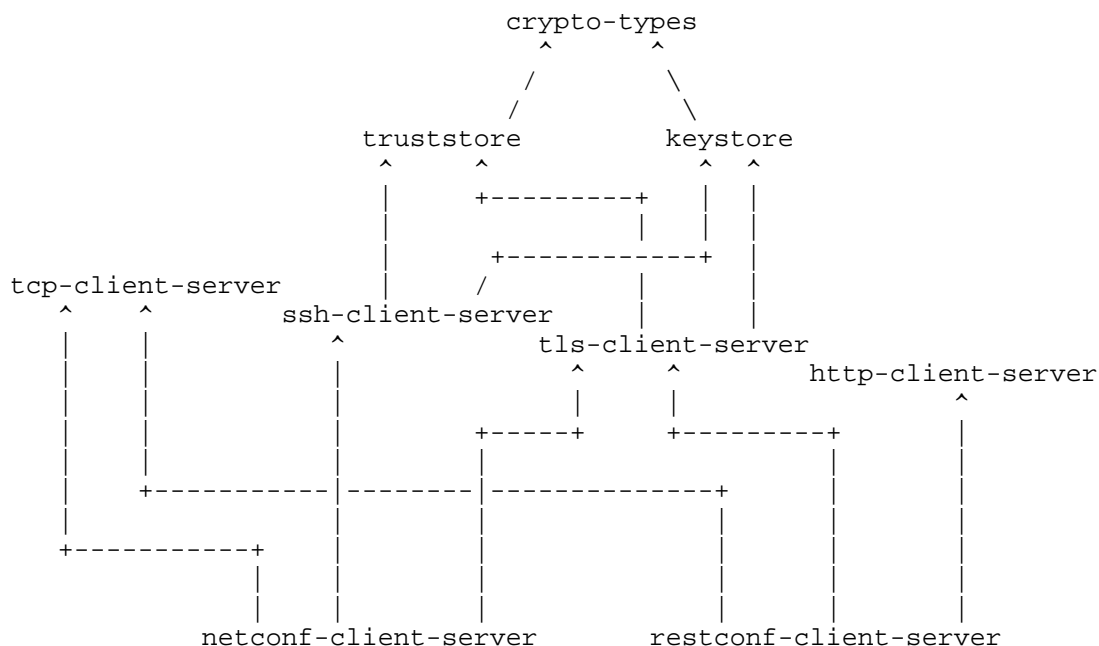 crypto-types
truststore keystore
tcp-client-server
ssh-client-server
tls-client-server
http-client-server
netconf-client-server restconf-client-server